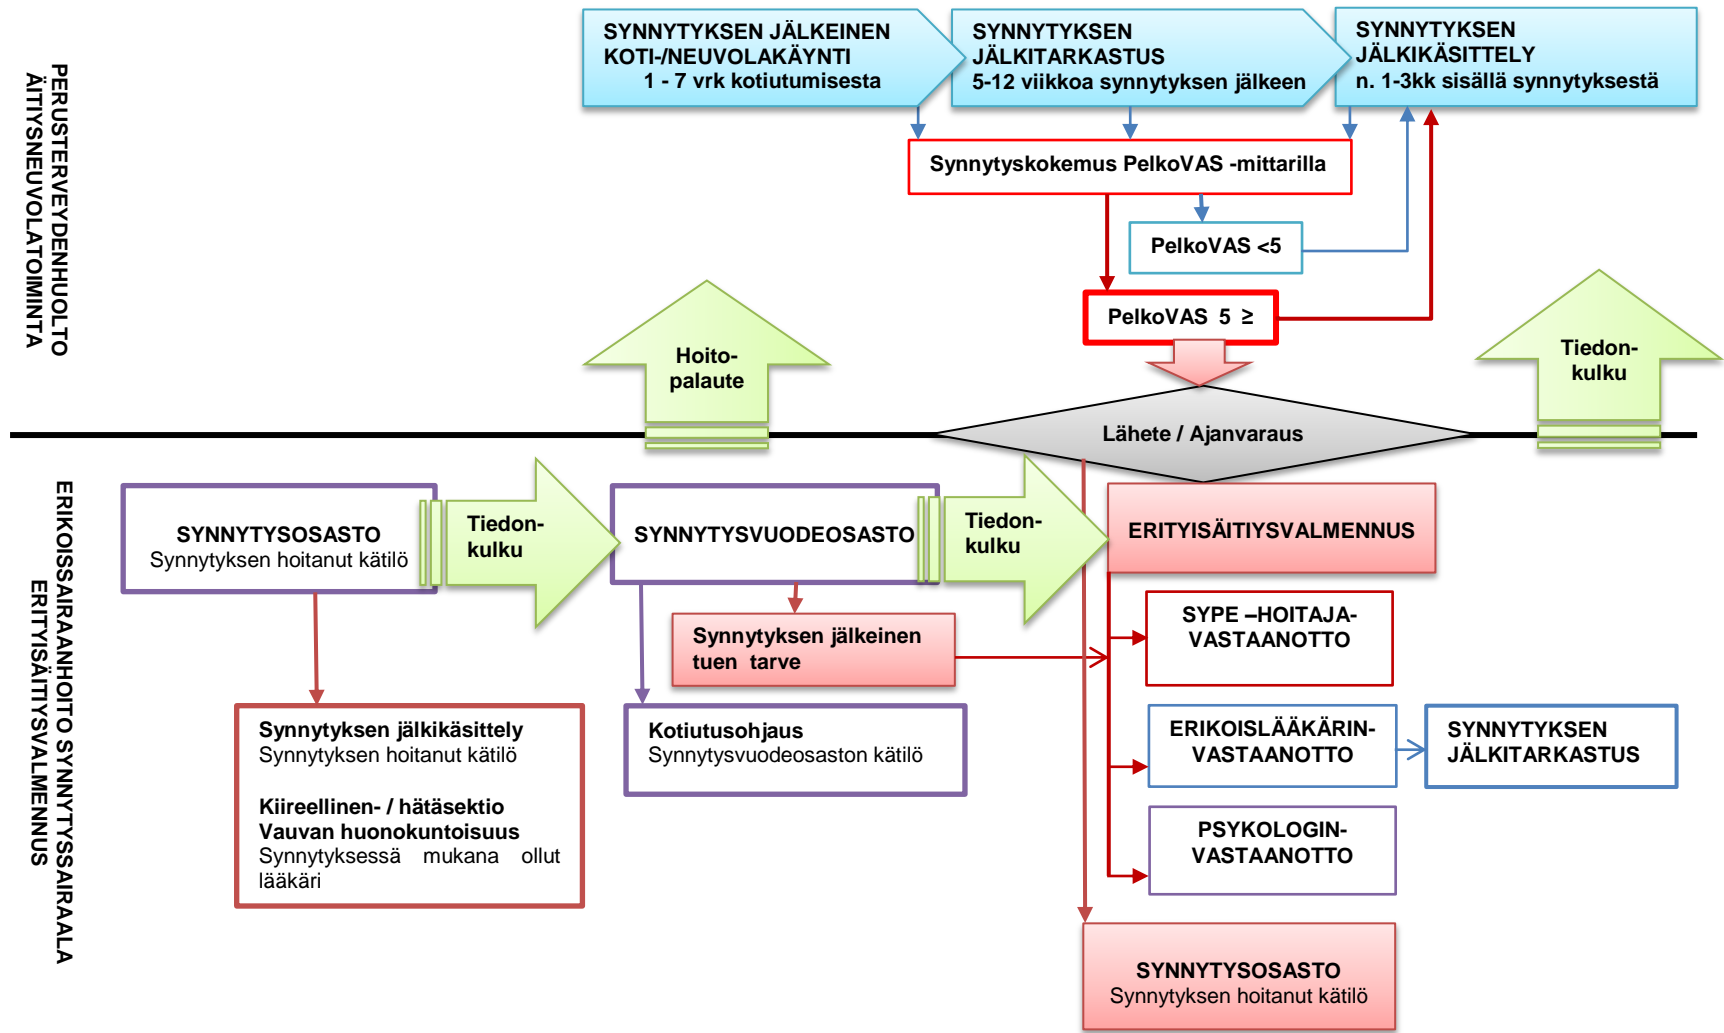 PERUSTERVEYDENHUOLTO
ÄITIYSNEUVOLATOIMINTA
SYNNYTYKSEN JÄLKEINEN
KOTI-/NEUVOLAKÄYNTI
1 - 7 vrk kotiutumisesta
SYNNYTYKSEN
JÄLKITARKASTUS
5-12 viikkoa synnytyksen jälkeen
SYNNYTYKSEN
JÄLKIKÄSITTELY
n. 1-3kk sisällä synnytyksestä
Synnytyskokemus PelkoVAS -mittarilla
PelkoVAS <5
PelkoVAS 5 ≥
Hoito-
palaute
Tiedon-
kulku
Lähete / Ajanvaraus
ERIKOISSAIRAANHOITO SYNNYTYSSAIRAALA
ERITYISÄITIYSVALMENNUS
SYNNYTYSOSASTO
Synnytyksen hoitanut kätilö
Tiedon-
kulku
SYNNYTYSVUODEOSASTO
Tiedon-
kulku
ERITYISÄITIYSVALMENNUS
Synnytyksen jälkeinen
tuen tarve
SYPE –HOITAJA-
VASTAANOTTO
Synnytyksen jälkikäsittely
Synnytyksen hoitanut kätilö
Kiireellinen- / hätäsektio
Vauvan huonokuntoisuus
Synnytyksessä mukana ollut
lääkäri
Kotiutusohjaus
Synnytysvuodeosaston kätilö
ERIKOISLÄÄKÄRIN-
VASTAANOTTO
SYNNYTYKSEN
JÄLKITARKASTUS
PSYKOLOGIN-
VASTAANOTTO
SYNNYTYSOSASTO
Synnytyksen hoitanut kätilö